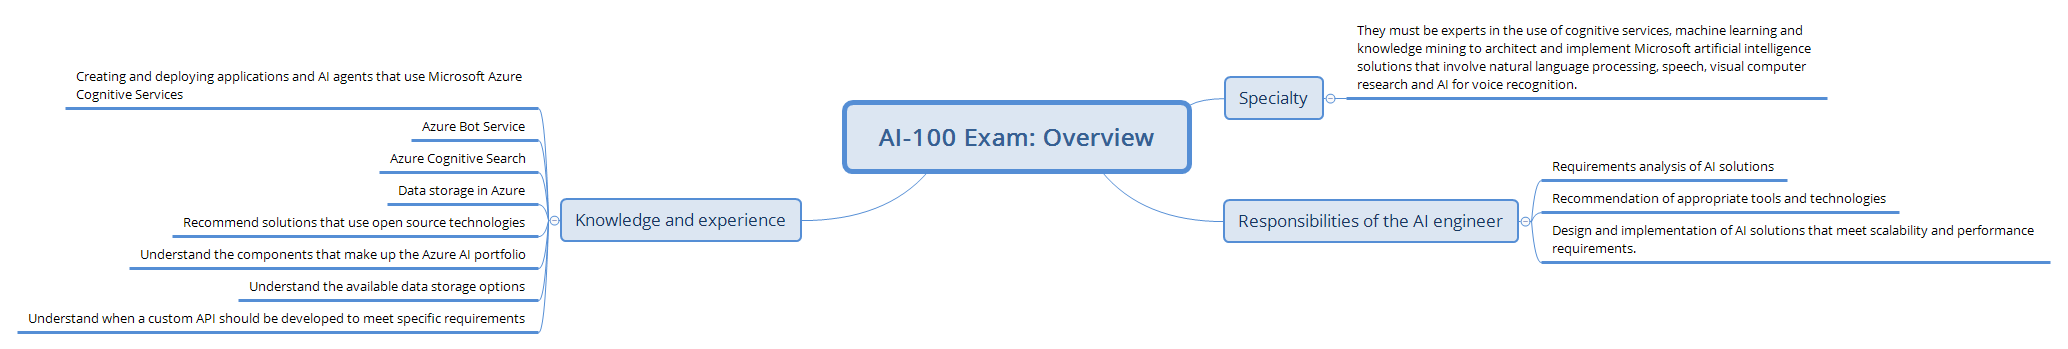 AI-100 Exam: Overview
Specialty
They must be experts in the use of cognitive services, machine learning and
knowledge mining to architect and implement Microsoft artificial intelligence
solutions that involve natural language processing, speech, visual computer
research and AI for voice recognition.
Responsibilities of the AI engineer
Requirements analysis of AI solutions
Recommendation of appropriate tools and technologies
Design and implementation of AI solutions that meet scalability and performance
requirements.
Knowledge and experience
Creating and deploying applications and AI agents that use Microsoft Azure
Cognitive Services
Azure Bot Service
Azure Cognitive Search
Data storage in Azure
Recommend solutions that use open source technologies
Understand the components that make up the Azure AI portfolio
Understand the available data storage options
Understand when a custom API should be developed to meet specific requirements